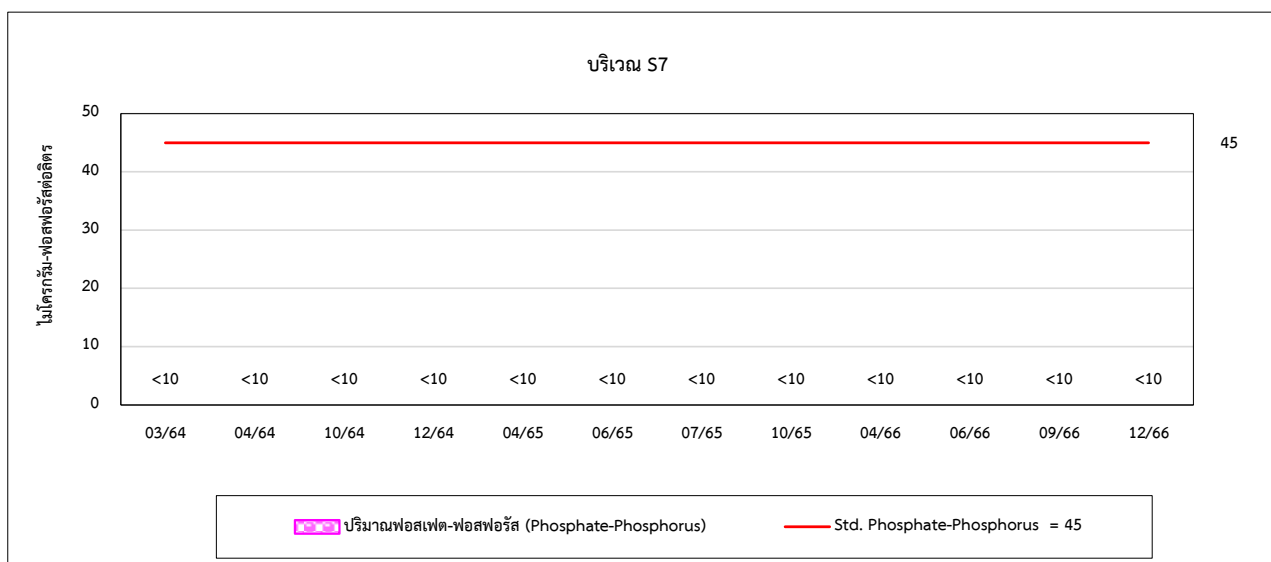 บริเวณ S7
ไมโครกรัม-ฟอสฟอรัสต่อลิตร
50
40
30
20
10
0
45
<10 <10 <10 <10 <10 <10 <10 <10 <10 <10 <10 <10
03/64 04/64 10/64 12/64 04/65 06/65 07/65 10/65 04/66 06/66 09/66 12/66
ปริมาณฟอสเฟต-ฟอสฟอรัส (Phosphate-Phosphorus) Std. Phosphate-Phosphorus = 45